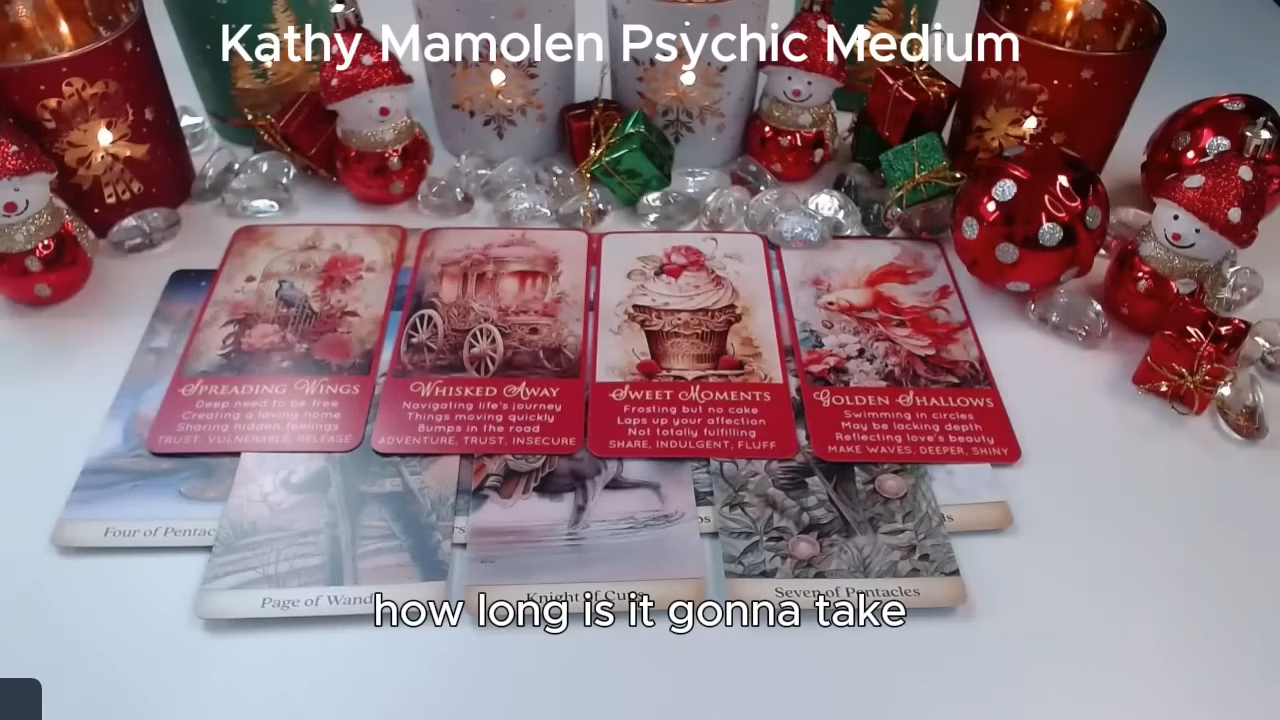 Kathy Mamolen Psychic Medium
SPREADING WINGS
Deep need to be free
Creating a loving home
Sharing hidden feelings
TRUST, VULNERABLE, RELEASE
WHISKED AWAY
Navigating life's journey
Things moving quickly
Bumps in the road
ADVENTURE, TRUST, INSECURE
SWEET MOMENTS
Frosting but no cake
Laps up your affection
Not totally fulfilling
SHARE, INDULGENT, FLUFF
GOLDEN SHALLOWS
Swimming in circles
May be lacking depth
Reflecting love's beauty
MAKE WAVES, DEEPER, SHINY
Four of Pentac
Page of Wand
Knight of Cups
Seven of Pentacles
how long is it gonna take